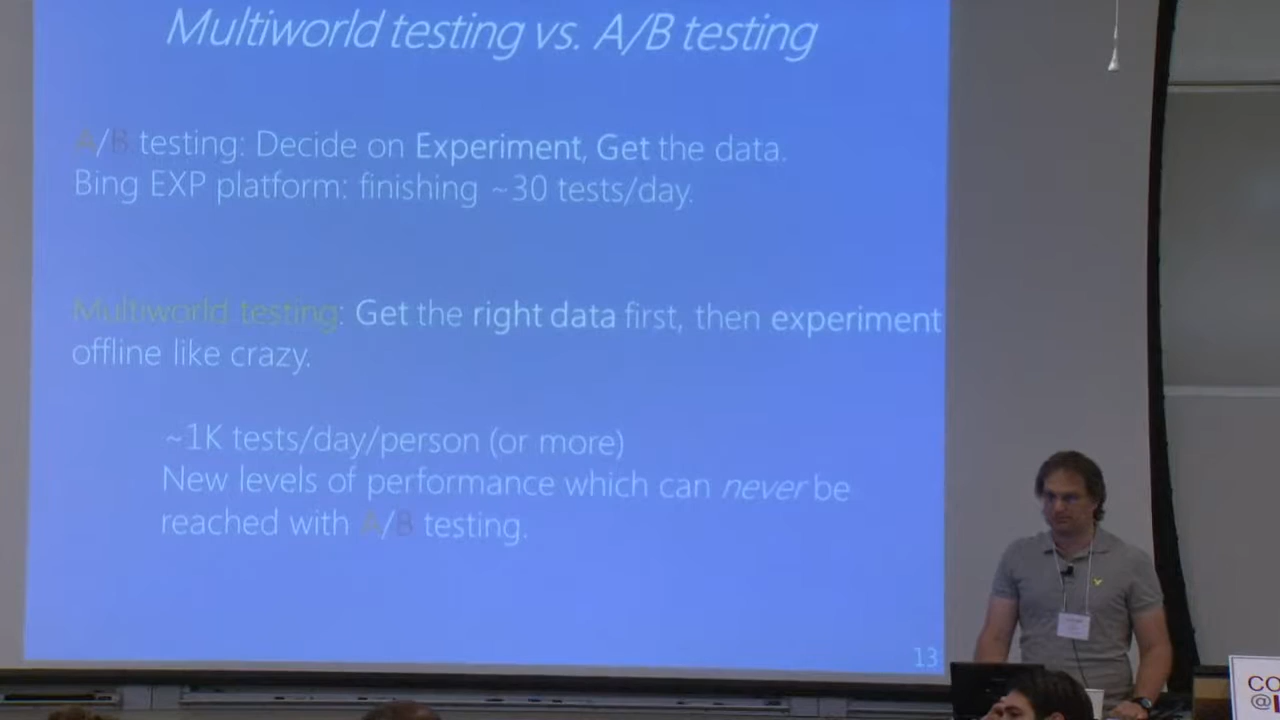 Multiworld testing vs. A/B testing
A/B testing: Decide on Experiment, Get the data.
Bing EXP platform: finishing ~30 tests/day.
Multiworld testing: Get the right data first, then experiment
offline like crazy.
~1K tests/day/person (or more)
New levels of performance which can never be
reached with A/B testing.
13
CO
@